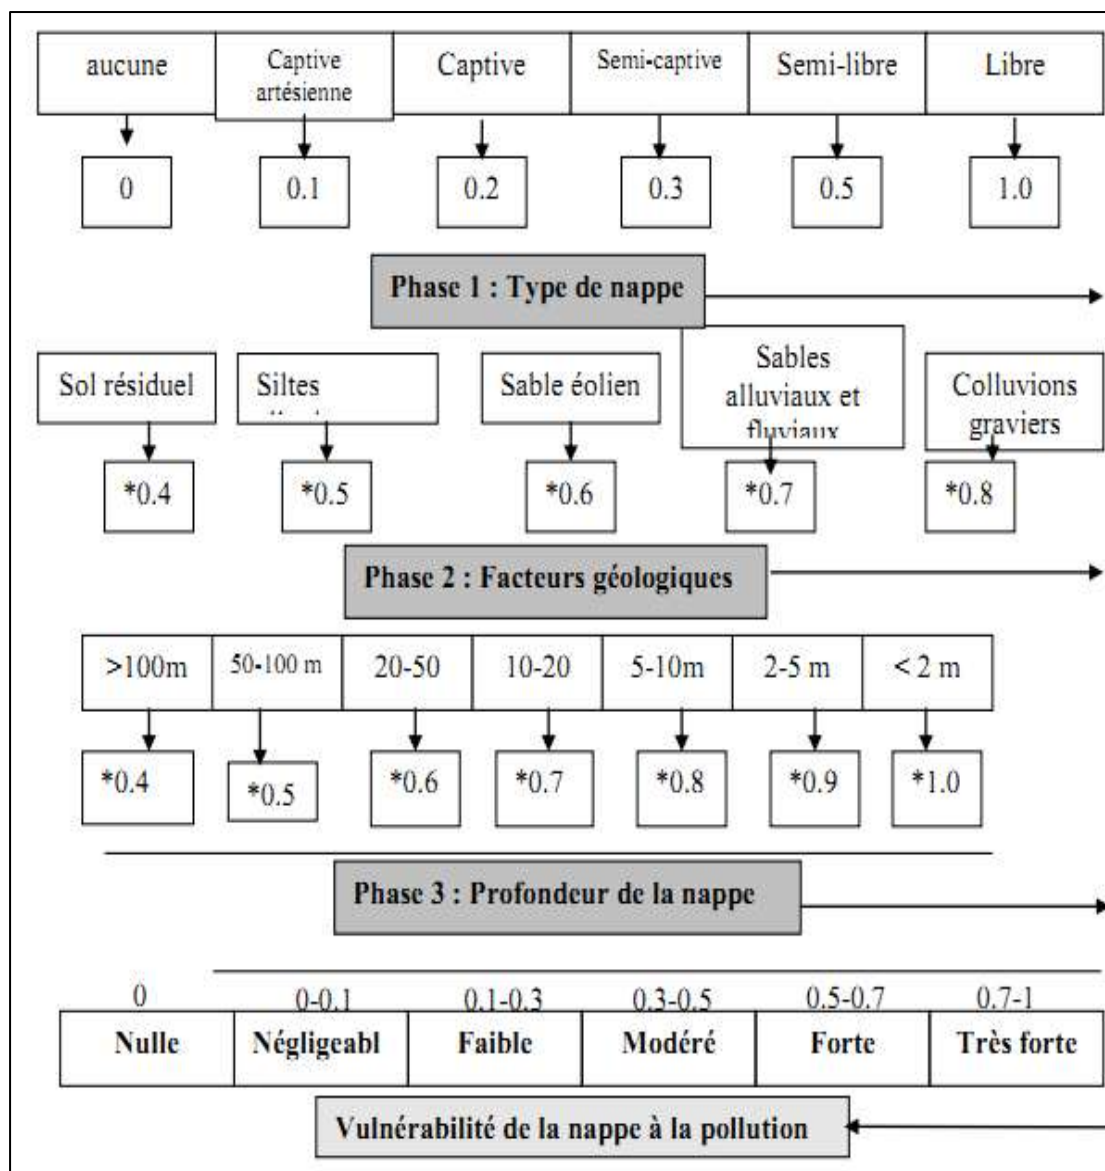 aucune
Captive
artésienne
Captive
Semi-captive
Semi-libre
Libre
0
0.1
0.2
0.3
0.5
1.0
Phase 1 : Type de nappe
Sol résiduel
Siltes
Sable éolien
Sables
alluviaux et
fluviaux
Colluvions
graviers
*0.4
*0.5
*0.6
*0.7
*0.8
Phase 2 : Facteurs géologiques
>100m
50-100 m
20-50
10-20
5-10m
2-5 m
< 2 m
*0.4
*0.5
*0.6
*0.7
*0.8
*0.9
*1.0
Phase 3 : Profondeur de la nappe
0
0-0.1
0.1-0.3
0.3-0.5
0.5-0.7
0.7-1
Nulle
Négligeabl
Faible
Modéré
Forte
Très forte
Vulnérabilité de la nappe à la pollution